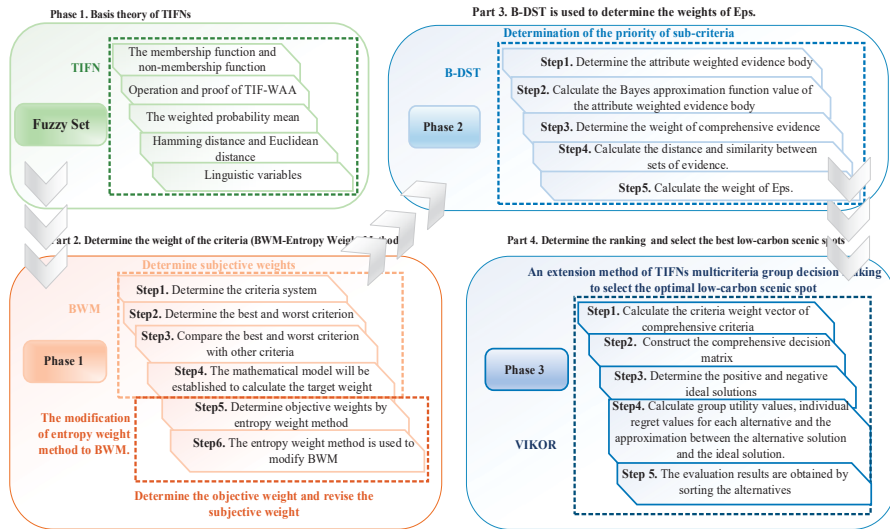 Phase 1. Basis theory of TIFNs
TIFN
Fuzzy Set
The membership function and
non-membership function
Operation and proof of TIF-WAA
The weighted probability mean
Hamming distance and Euclidean
distance
Linguistic variables
Part 3. B-DST is used to determine the weights of Eps.
Determination of the priority of sub-criteria
B-DST
Phase 2
Step1. Determine the attribute weighted evidence body
Step2. Calculate the Bayes approximation function value of
the attribute weighted evidence body
Step3. Determine the weight of comprehensive evidence
Step4. Calculate the distance and similarity between
sets of evidence.
Step5. Calculate the weight of Eps.
Part 2. Determine the weight of the criteria (BWM-Entropy Weight Method
Determine subjective weights
BWM
Phase 1
Step1. Determine the criteria system
Step2. Determine the best and worst criterion
Step3. Compare the best and worst criterion
with other criteria
Step4. The mathematical model will be
established to calculate the target weight
Step5. Determine objective weights by
entropy weight method
Step6. The entropy weight method is used to
modify BWM
The modification
of entropy weight
method to BWM.
Determine the objective weight and revise the
subjective weight
Part 4. Determine the ranking and select the best low-carbon scenic spots
An extension method of TIFNs multicriteria group decision making
to select the optimal low-carbon scenic spot
Phase 3
VIKOR
Step1. Calculate the criteria weight vector of
comprehensive criteria
Step2. Construct the comprehensive decision
matrix
Step3. Determine the positive and negative
ideal solutions
Step4. Calculate group utility values, individual
regret values for each alternative and the
approximation between the alternative solution
and the ideal solution.
Step 5. The evaluation results are obtained by
sorting the alternatives